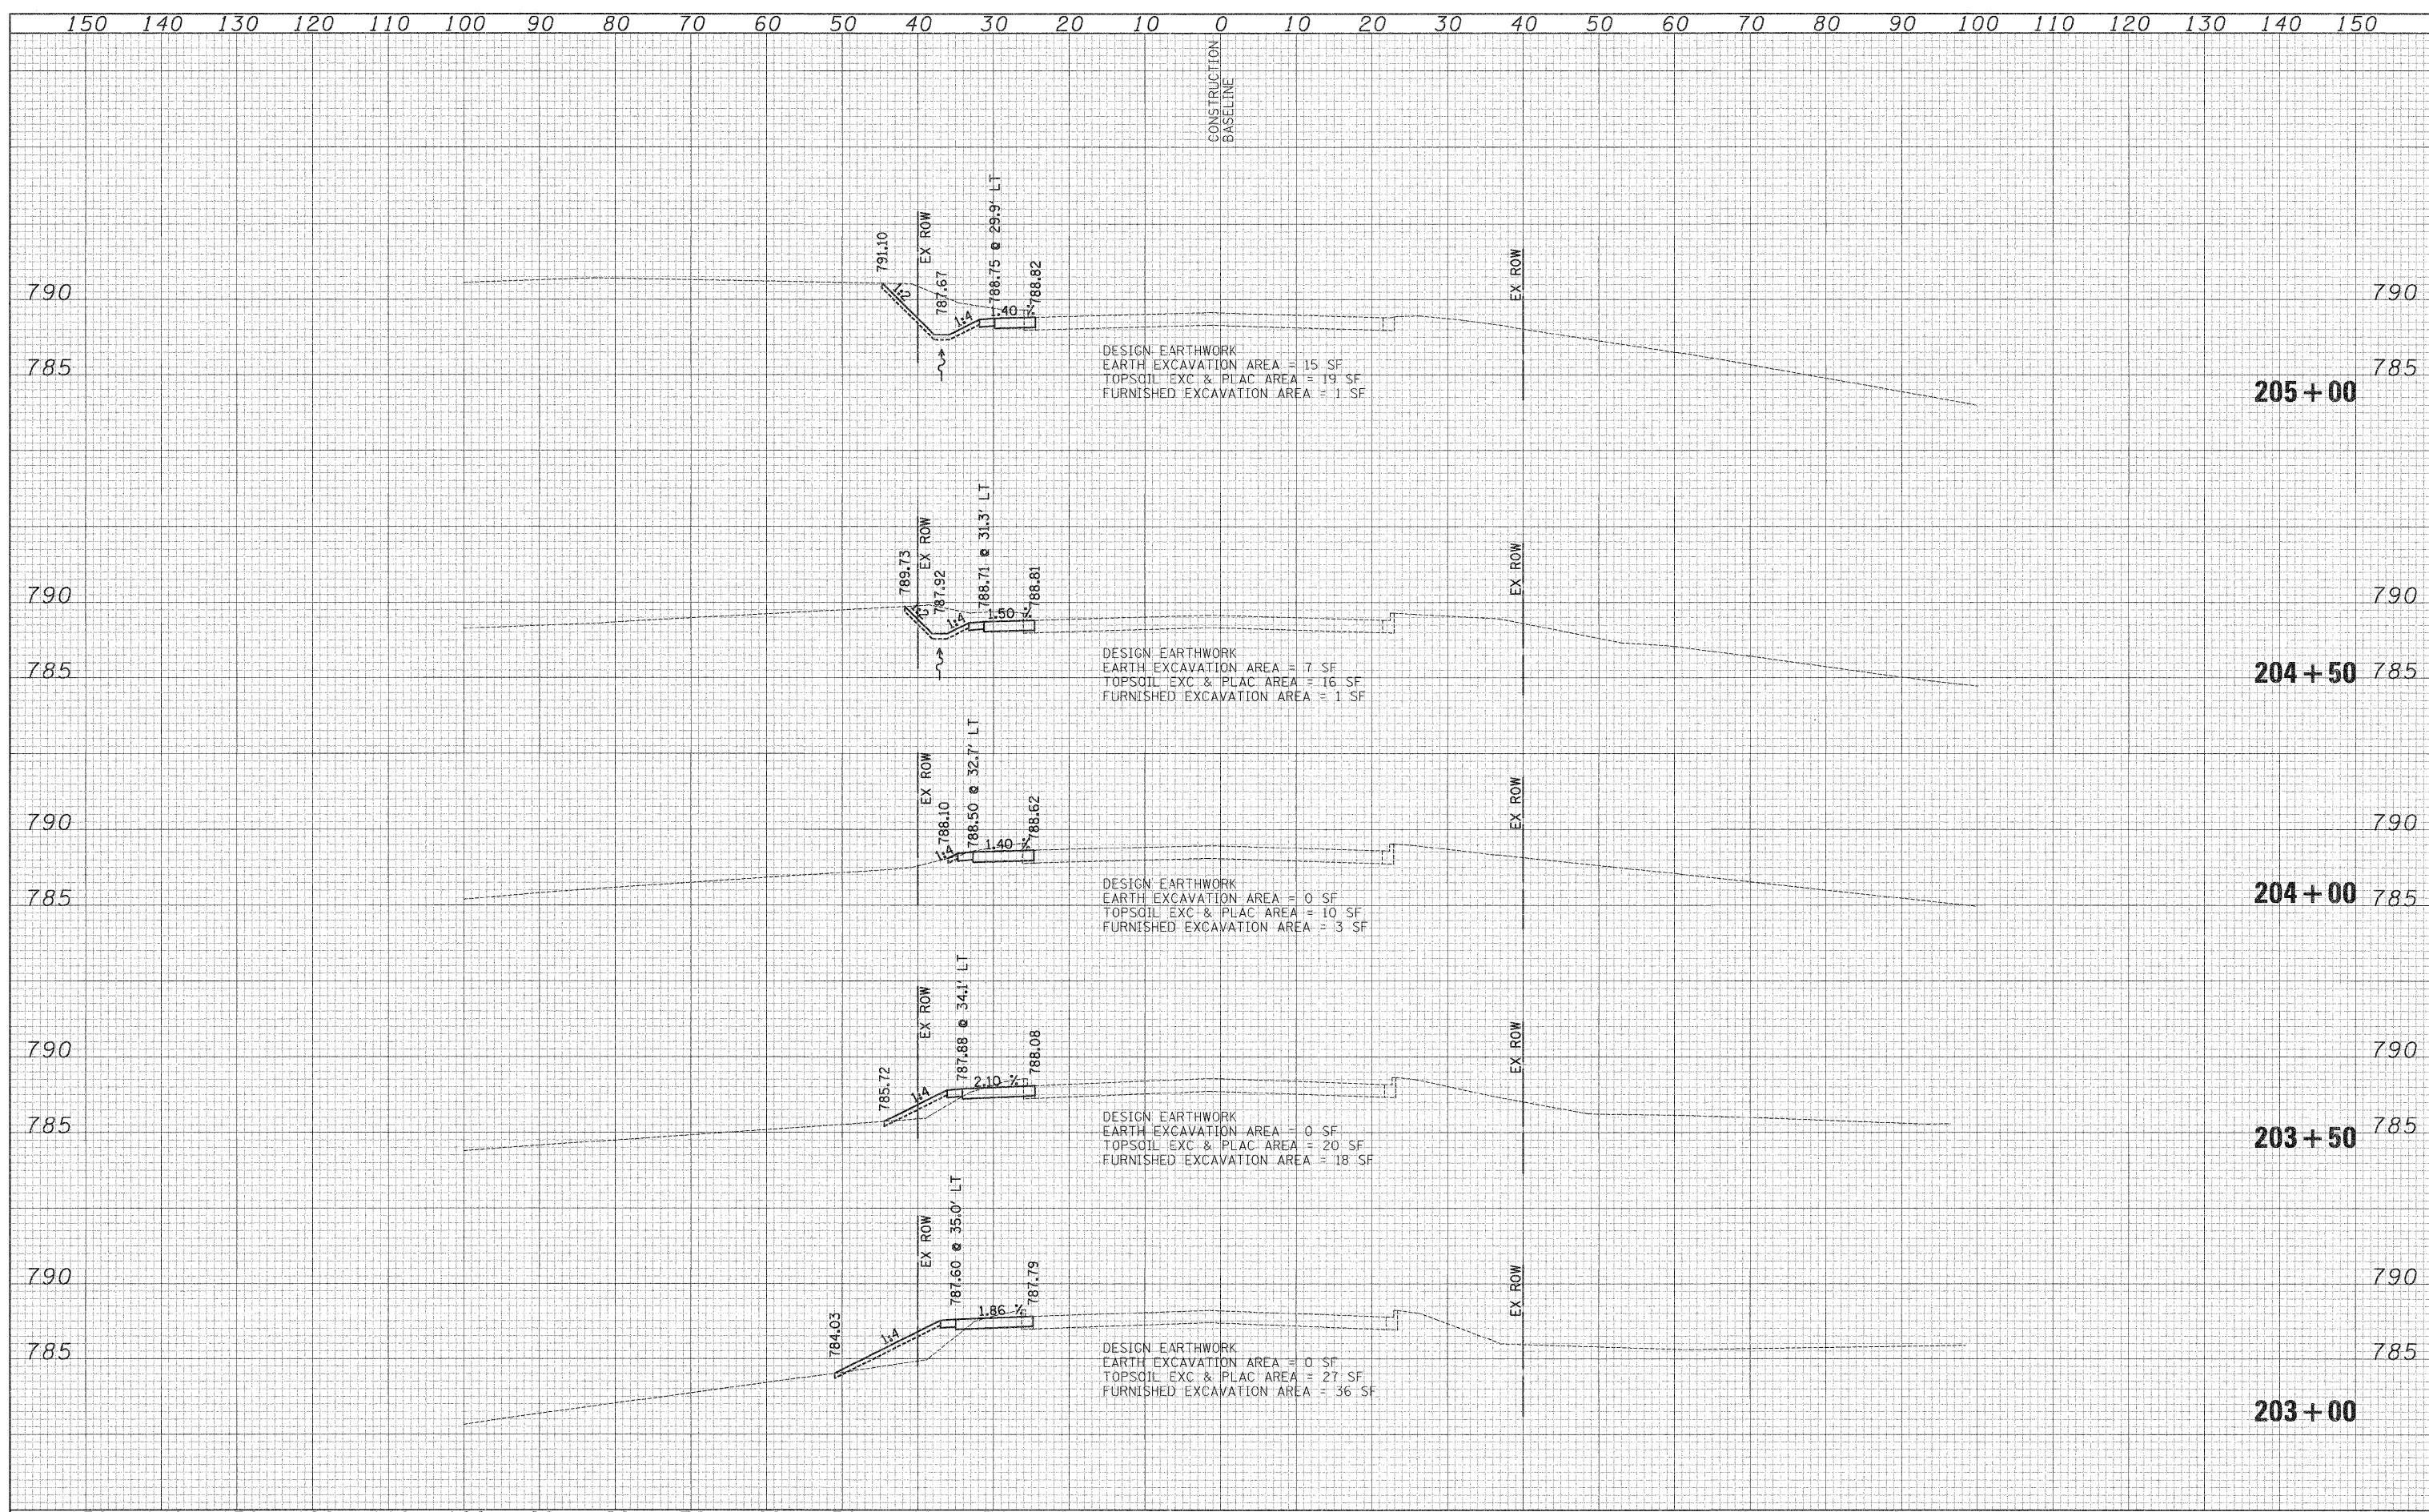 150 140 130 120 110 100 90 80 70 60 50 40 30 20 10 0 10 20 30 40 50 60 70 80 90 100 110 120 130 140 150
CONSTRUCTION
BASELINE
791.10
EX ROW
787.67
788.75 @ 29.9' LT
788.82
1:2
1:4
1.40 %
EX ROW
790
790
785
785
DESIGN EARTHWORK
EARTH EXCAVATION AREA = 15 SF
TOPSOIL EXC & PLAC AREA = 19 SF
FURNISHED EXCAVATION AREA = 1 SF
205+00
789.73
EX ROW
787.92
788.71 @ 31.3' LT
788.81
1:2
1:4
1.50 %
EX ROW
790
790
785
785
DESIGN EARTHWORK
EARTH EXCAVATION AREA = 7 SF
TOPSOIL EXC & PLAC AREA = 16 SF
FURNISHED EXCAVATION AREA = 1 SF
204+50
EX ROW
788.10
788.50 @ 32.7' LT
788.62
1:4
1.40 %
EX ROW
790
790
785
785
DESIGN EARTHWORK
EARTH EXCAVATION AREA = 0 SF
TOPSOIL EXC & PLAC AREA = 10 SF
FURNISHED EXCAVATION AREA = 3 SF
204+00
785.72
EX ROW
787.88 @ 34.1' LT
788.08
1:4
2.10 %
EX ROW
790
790
785
785
DESIGN EARTHWORK
EARTH EXCAVATION AREA = 0 SF
TOPSOIL EXC & PLAC AREA = 20 SF
FURNISHED EXCAVATION AREA = 18 SF
203+50
784.03
EX ROW
787.60 @ 35.0' LT
787.79
1:4
1.86 %
EX ROW
790
790
785
785
DESIGN EARTHWORK
EARTH EXCAVATION AREA = 0 SF
TOPSOIL EXC & PLAC AREA = 27 SF
FURNISHED EXCAVATION AREA = 36 SF
203+00